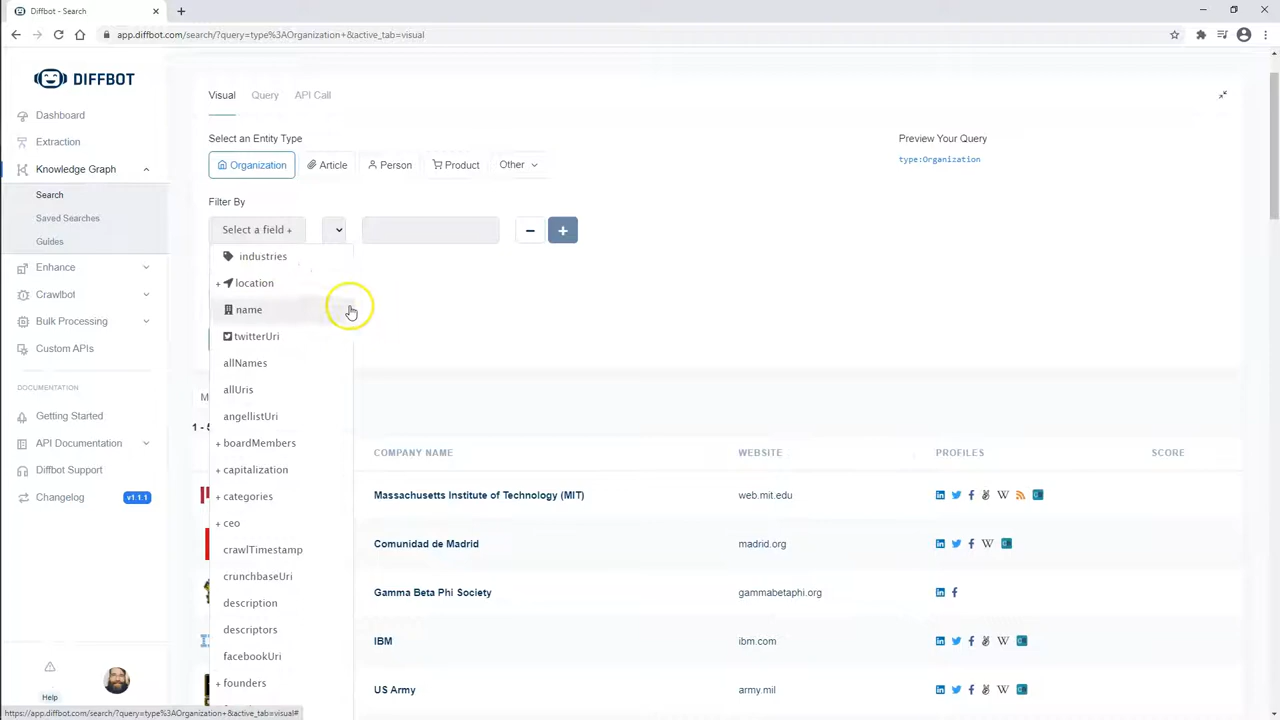 Diffbot - Search
app.diffbot.com/search/?query=type%3AOrganization+&active_tab=visual
DIFFBOT
Dashboard
Extraction
Knowledge Graph
Search
Saved Searches
Guides
Enhance
Crawlbot
Bulk Processing
Custom APIs
DOCUMENTATION
Getting Started
API Documentation
Diffbot Support
Changelog v1.1.1
Help
Visual Query API Call
Select an Entity Type
Organization Article Person Product Other
Preview Your Query
type:Organization
Filter By
Select a field +
industries
+ location
name
twitterUri
allNames
allUris
angellistUri
+ boardMembers
+ capitalization
+ categories
+ ceo
crawlTimestamp
crunchbaseUri
description
descriptors
facebookUri
+ founders
COMPANY NAME WEBSITE PROFILES SCORE
Massachusetts Institute of Technology (MIT) web.mit.edu
Comunidad de Madrid madrid.org
Gamma Beta Phi Society gammabetaphi.org
IBM ibm.com
US Army army.mil
https://app.diffbot.com/search/?query=type%3AOrganization+&active_tab=visual#